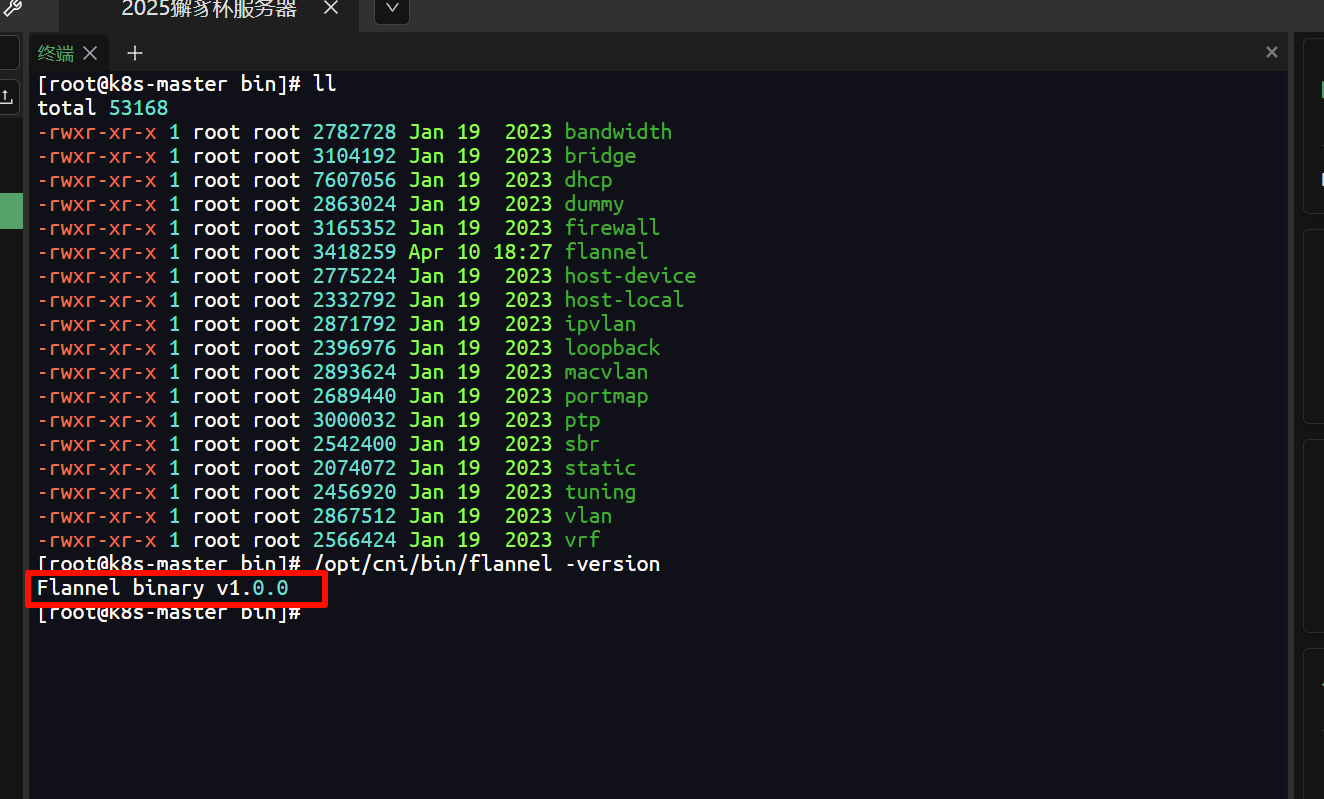 2025獬豸杯服务器
终端
[root@k8s-master bin]# ll
total 53168
-rwxr-xr-x 1 root root 2782728 Jan 19  2023 bandwidth
-rwxr-xr-x 1 root root 3104192 Jan 19  2023 bridge
-rwxr-xr-x 1 root root 7607056 Jan 19  2023 dhcp
-rwxr-xr-x 1 root root 2863024 Jan 19  2023 dummy
-rwxr-xr-x 1 root root 3165352 Jan 19  2023 firewall
-rwxr-xr-x 1 root root 3418259 Apr 10 18:27 flannel
-rwxr-xr-x 1 root root 2775224 Jan 19  2023 host-device
-rwxr-xr-x 1 root root 2332792 Jan 19  2023 host-local
-rwxr-xr-x 1 root root 2871792 Jan 19  2023 ipvlan
-rwxr-xr-x 1 root root 2396976 Jan 19  2023 loopback
-rwxr-xr-x 1 root root 2893624 Jan 19  2023 macvlan
-rwxr-xr-x 1 root root 2689440 Jan 19  2023 portmap
-rwxr-xr-x 1 root root 3000032 Jan 19  2023 ptp
-rwxr-xr-x 1 root root 2542400 Jan 19  2023 sbr
-rwxr-xr-x 1 root root 2074072 Jan 19  2023 static
-rwxr-xr-x 1 root root 2456920 Jan 19  2023 tuning
-rwxr-xr-x 1 root root 2867512 Jan 19  2023 vlan
-rwxr-xr-x 1 root root 2566424 Jan 19  2023 vrf
[root@k8s-master bin]# /opt/cni/bin/flannel -version
Flannel binary v1.0.0
[root@k8s-master bin]#